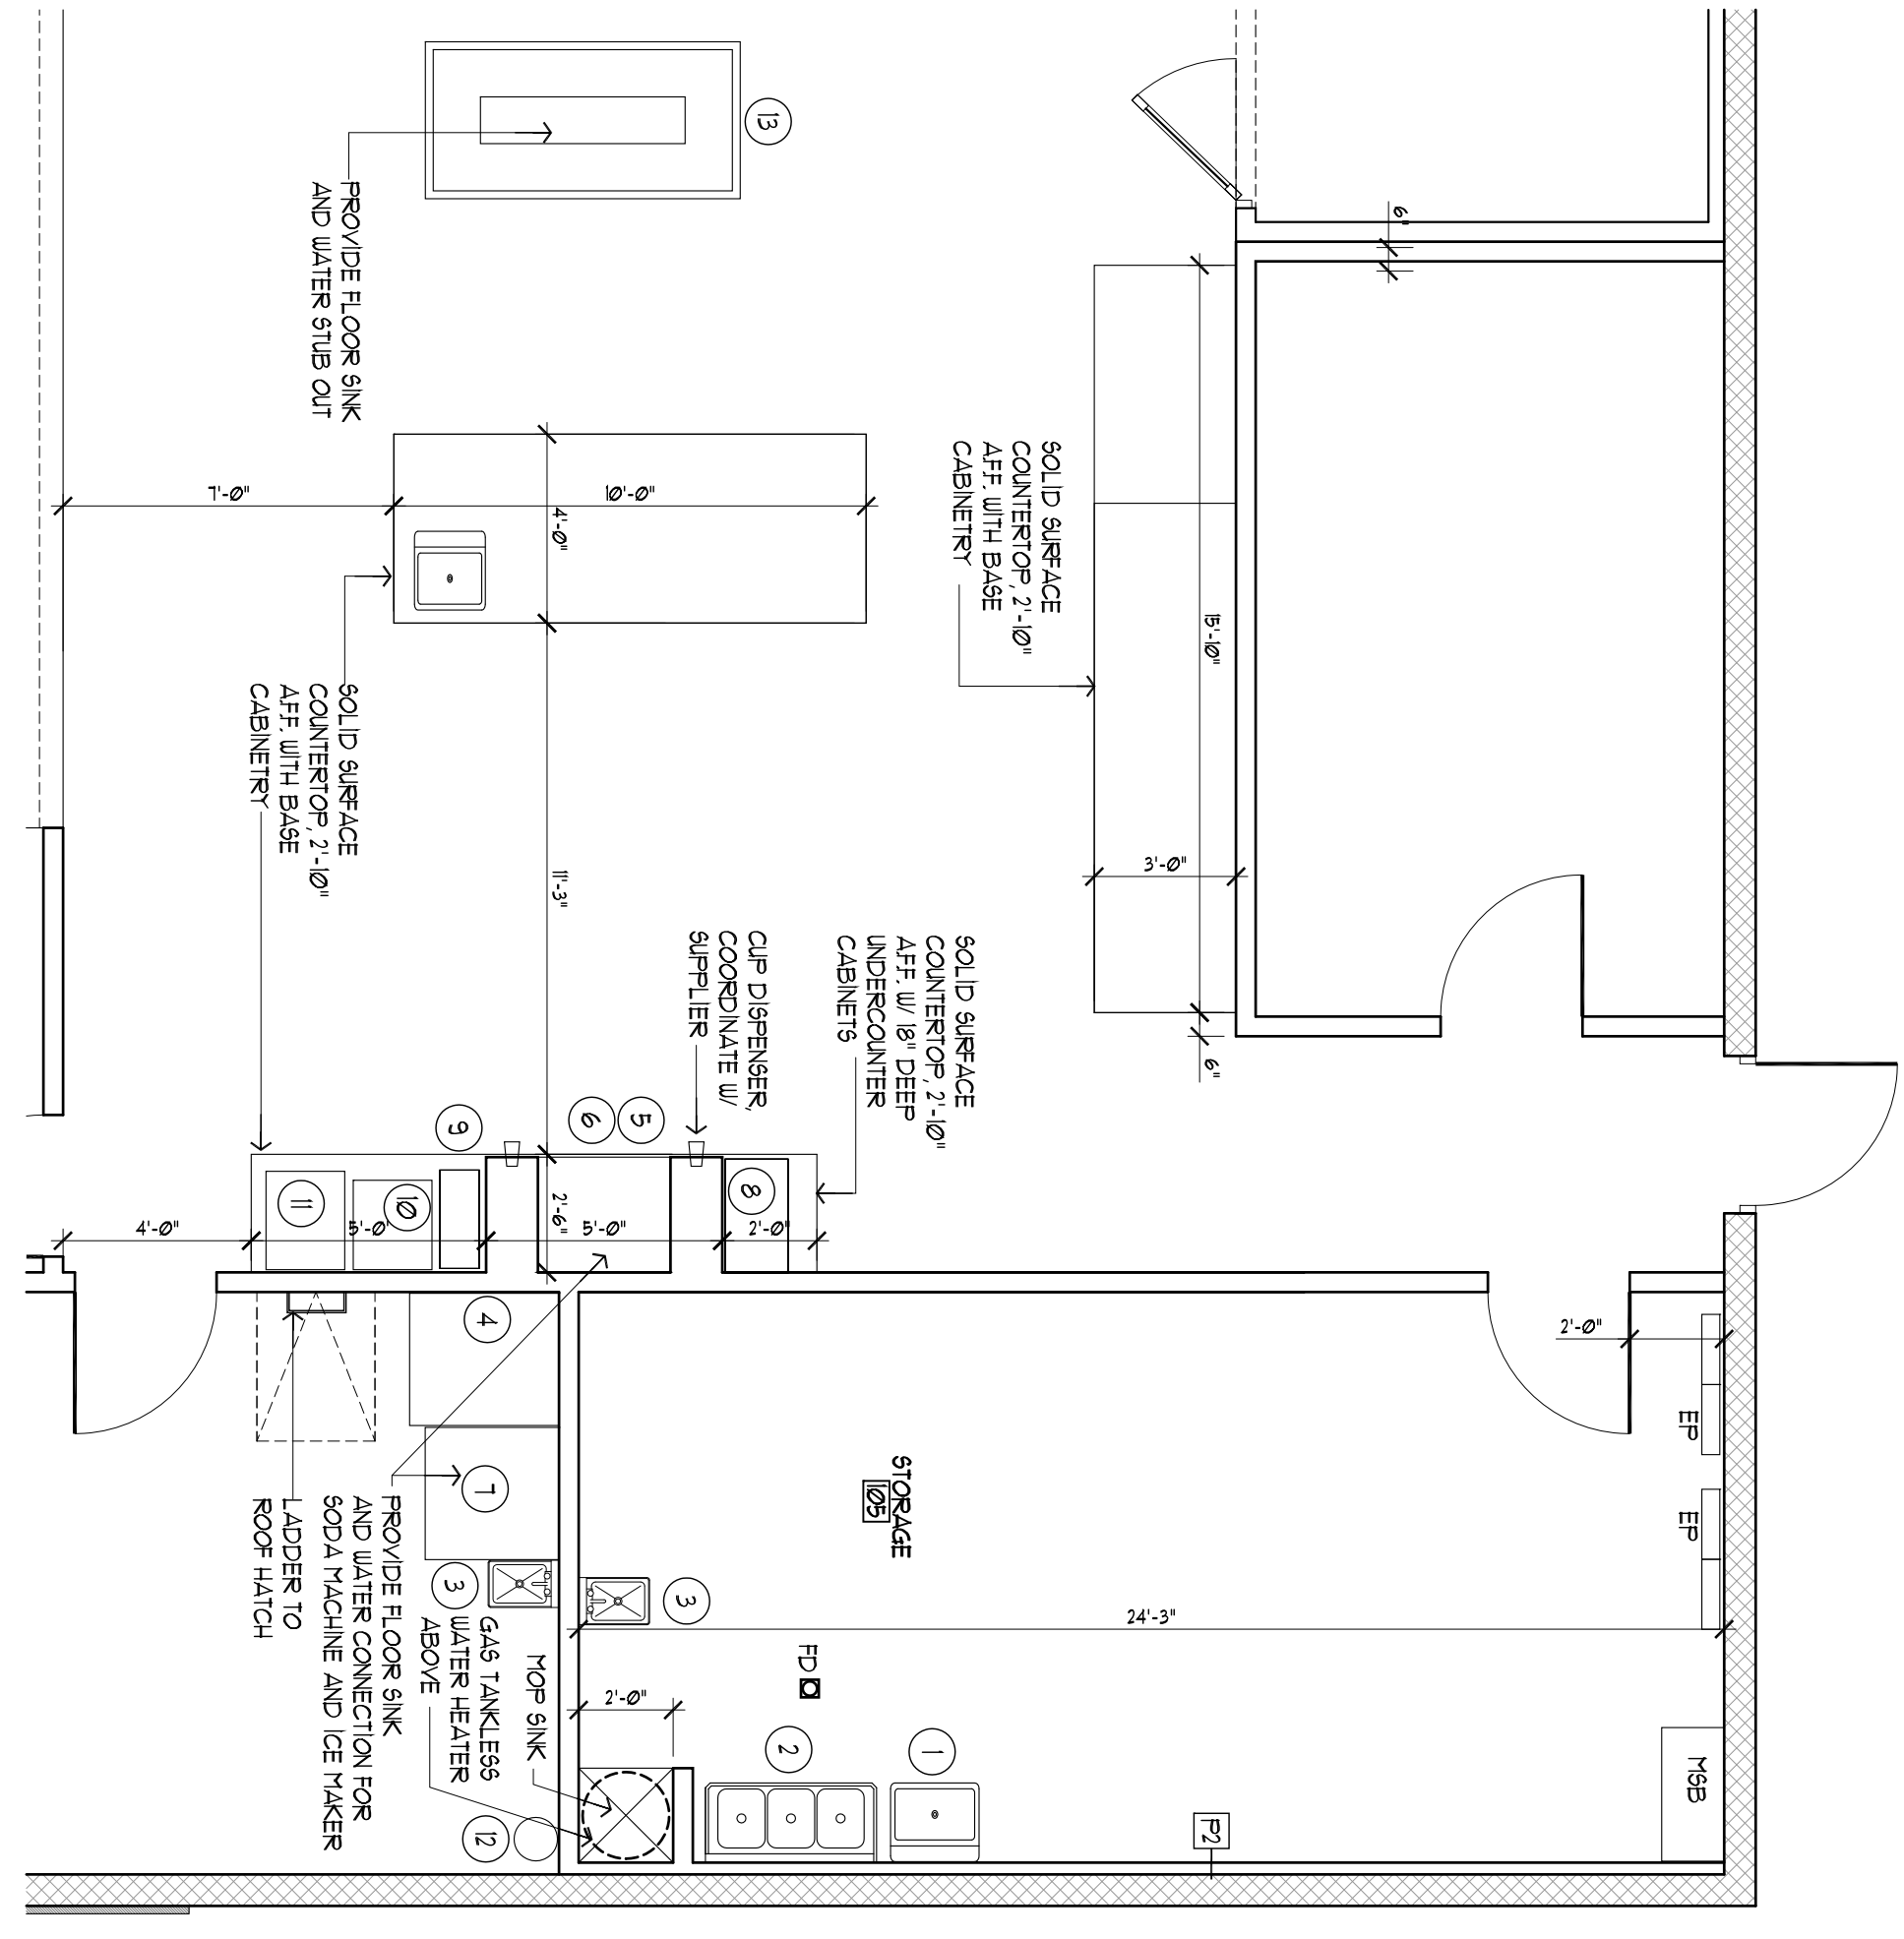 13
PROVIDE FLOOR SINK
AND WATER STUB OUT
6"
SOLID SURFACE
COUNTERTOP, 2'-10"
A.F.F. WITH BASE
CABINETRY
7'-0"
10'-0"
4'-0"
15'-10"
SOLID SURFACE
COUNTERTOP, 2'-10"
A.F.F. WITH BASE
CABINETRY
11'-3"
3'-0"
6"
SOLID SURFACE
COUNTERTOP, 2'-10"
A.F.F. W/ 18" DEEP
UNDERCOUNTER
CABINETS
CUP DISPENSER,
COORDINATE W/
SUPPLIER
9
6
5
8
11
10
4'-0"
5'-0"
2'-6"
5'-0"
2'-0"
4
7
3
3
2'-0"
EP
EP
STORAGE
105
24'-3"
FD
PROVIDE FLOOR SINK
AND WATER CONNECTION FOR
SODA MACHINE AND ICE MAKER
LADDER TO
ROOF HATCH
GAS TANKLESS
WATER HEATER
ABOVE
MOP SINK
2'-0"
2
1
12
P2
MSB